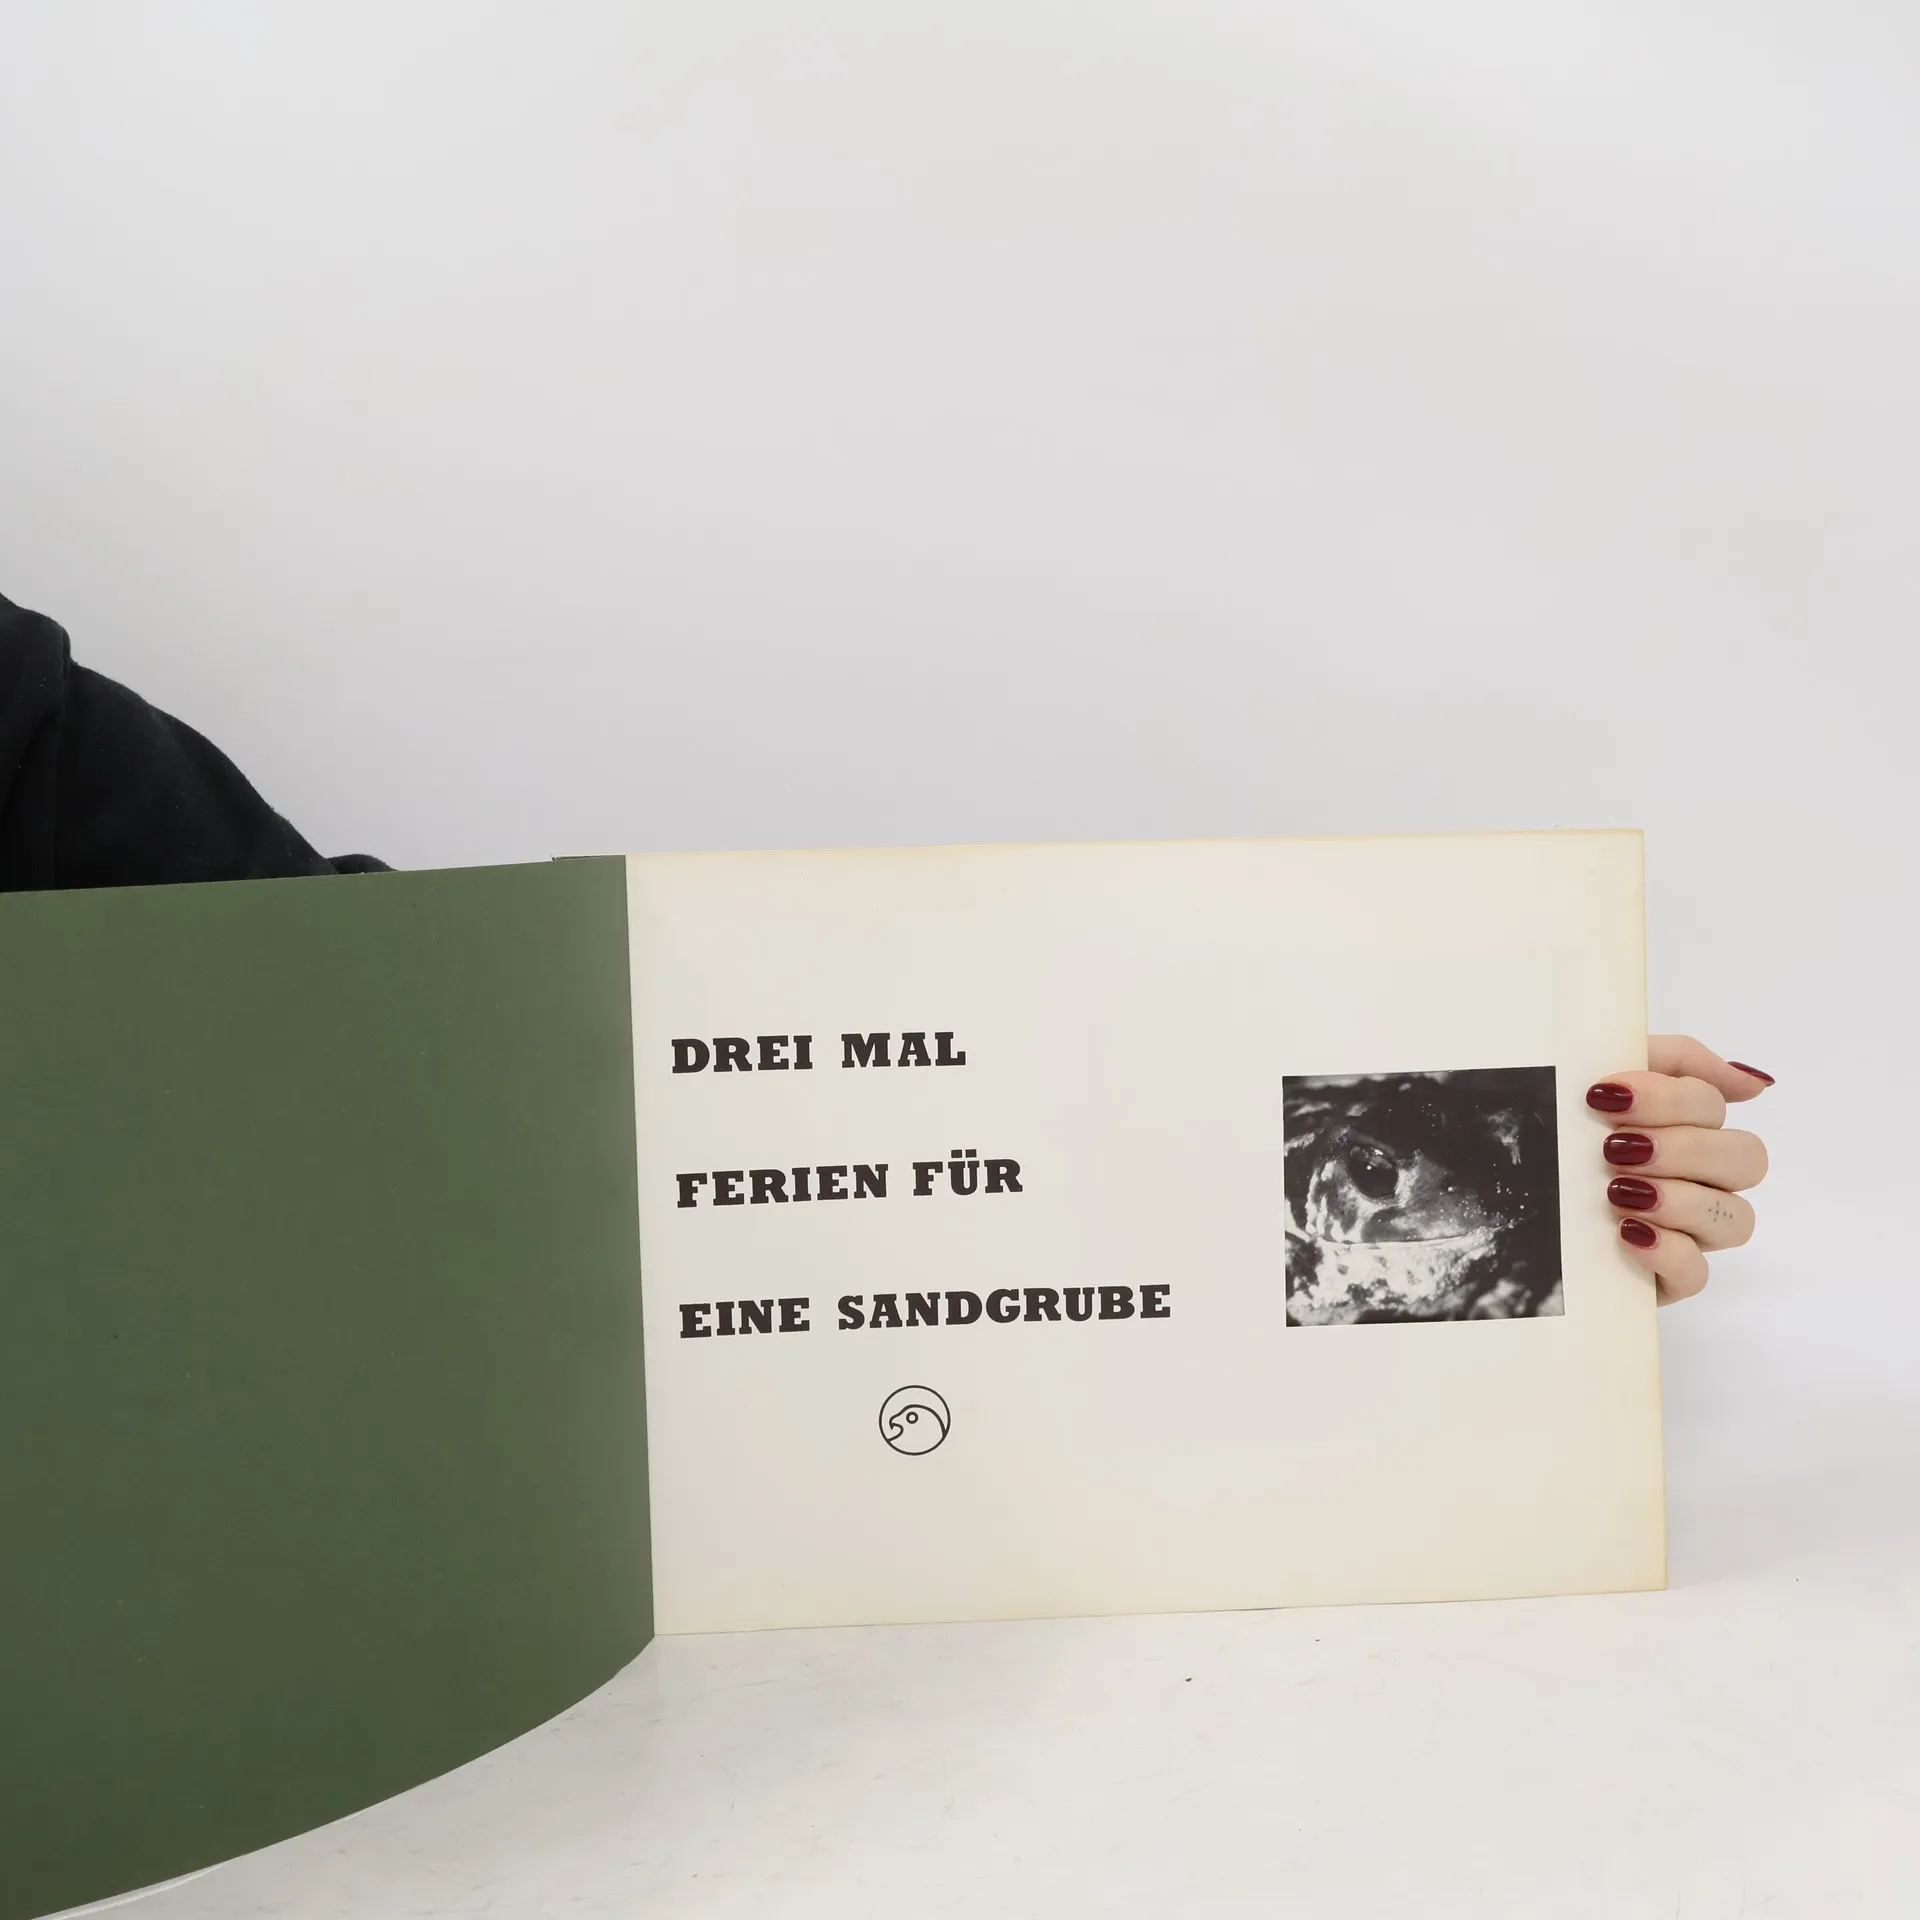 DREI MAL
FERIEN FÜR
EINE SANDGRUBE